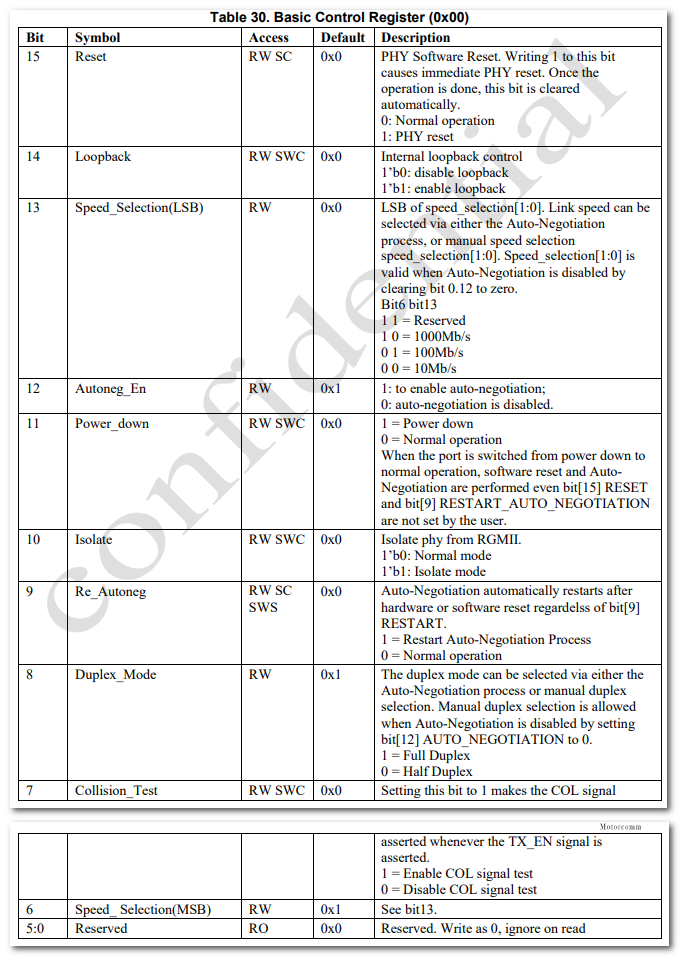 Table 30. Basic Control Register (0x00)
Bit Symbol Access Default Description
15 Reset RW SC 0x0 PHY Software Reset. Writing 1 to this bit
causes immediate PHY reset. Once the
operation is done, this bit is cleared
automatically.
0: Normal operation
1: PHY reset
14 Loopback RW SWC 0x0 Internal loopback control
1'b0: disable loopback
1'b1: enable loopback
13 Speed_Selection(LSB) RW 0x0 LSB of speed_selection[1:0]. Link speed can be
selected via either the Auto-Negotiation
process, or manual speed selection
speed_selection[1:0]. Speed_selection[1:0] is
valid when Auto-Negotiation is disabled by
clearing bit 0.12 to zero.
Bit6 bit13
1 1 = Reserved
1 0 = 1000Mb/s
0 1 = 100Mb/s
0 0 = 10Mb/s
12 Autoneg_En RW 0x1 1: to enable auto-negotiation;
0: auto-negotiation is disabled.
11 Power_down RW SWC 0x0 1 = Power down
0 = Normal operation
When the port is switched from power down to
normal operation, software reset and Auto-
Negotiation are performed even bit[15] RESET
and bit[9] RESTART_AUTO_NEGOTIATION
are not set by the user.
10 Isolate RW SWC 0x0 Isolate phy from RGMII.
1'b0: Normal mode
1'b1: Isolate mode
9 Re_Autoneg RW SC 0x0 Auto-Negotiation automatically restarts after
SWS hardware or software reset regardelss of bit[9]
RESTART.
1 = Restart Auto-Negotiation Process
0 = Normal operation
8 Duplex_Mode RW 0x1 The duplex mode can be selected via either the
Auto-Negotiation process or manual duplex
selection. Manual duplex selection is allowed
when Auto-Negotiation is disabled by setting
bit[12] AUTO_NEGOTIATION to 0.
1 = Full Duplex
0 = Half Duplex
7 Collision_Test RW SWC 0x0 Setting this bit to 1 makes the COL signal
Motorcomm
asserted whenever the TX_EN signal is
asserted.
1 = Enable COL signal test
0 = Disable COL signal test
6 Speed_ Selection(MSB) RW 0x1 See bit13.
5:0 Reserved RO 0x0 Reserved. Write as 0, ignore on read
confidential